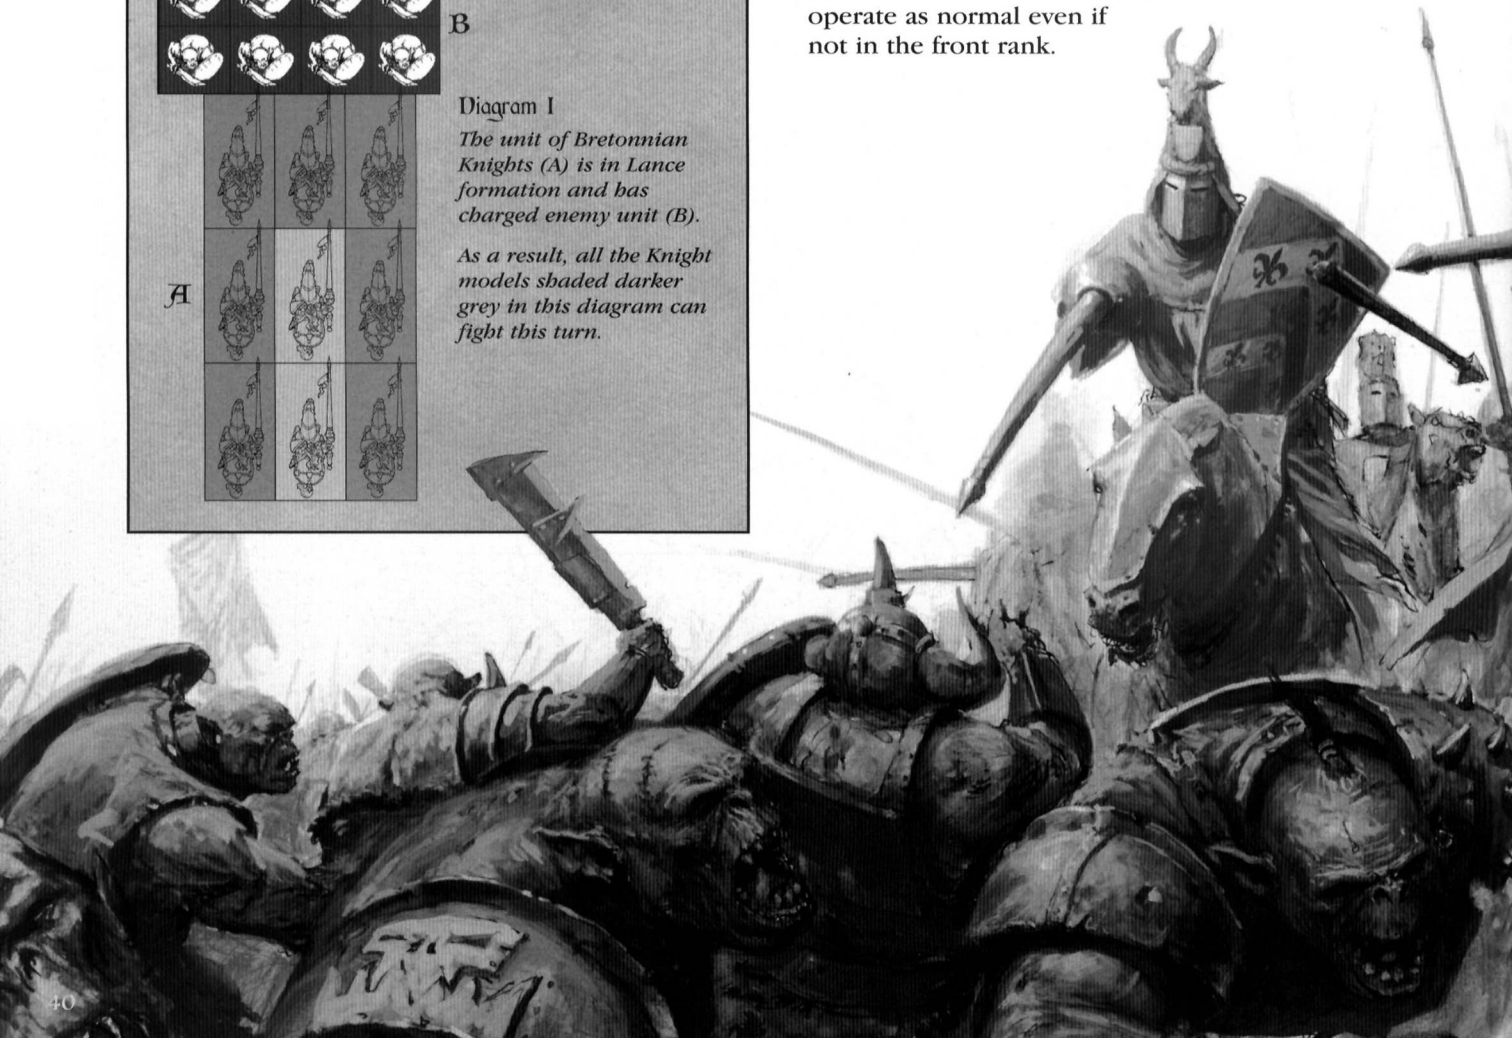 B
operate as normal even if
not in the front rank.
Diagram I
The unit of Bretonnian
Knights (A) is in Lance
formation and has
charged enemy unit (B).
As a result, all the Knight
models shaded darker
grey in this diagram can
fight this turn.
A
40